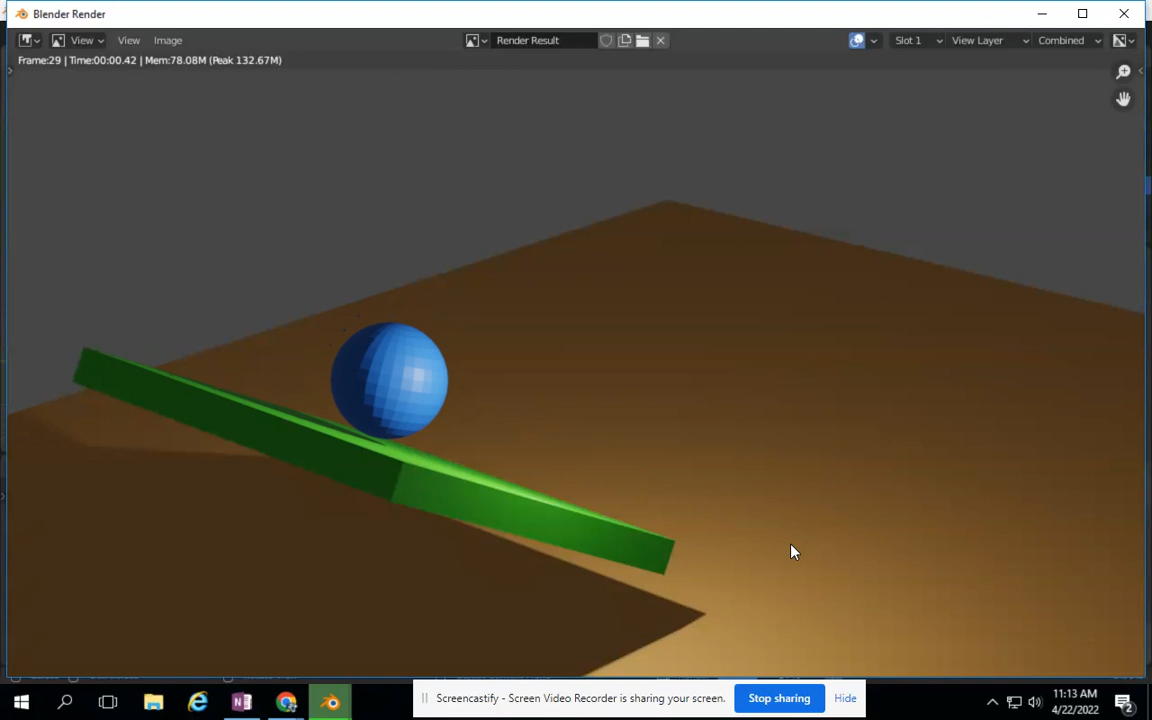 Blender Render
View View Image Render Result Slot 1 View Layer Combined
Frame:29 | Time:00:00.42 | Mem:78.08M (Peak 132.67M)
Screencastify - Screen Video Recorder is sharing your screen. Stop sharing Hide
11:13 AM
4/22/2022
2